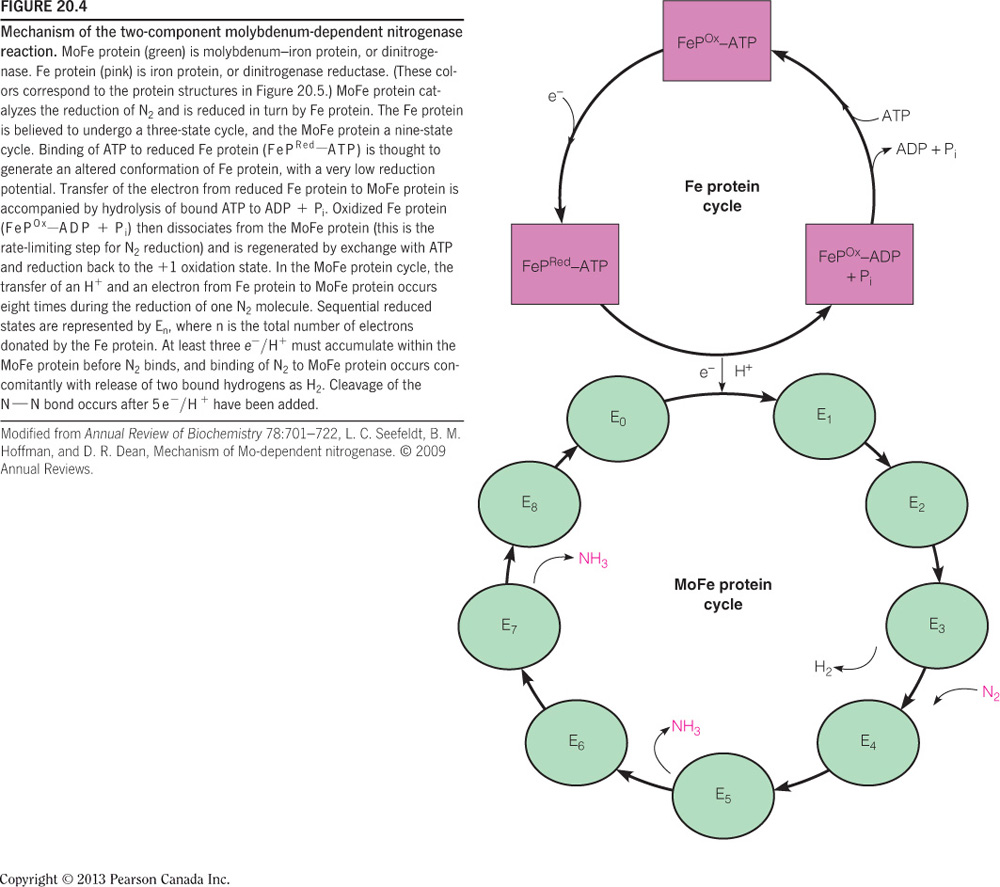 FIGURE 20.4
Mechanism of the two-component molybdenum-dependent nitrogenase
reaction. MoFe protein (green) is molybdenum–iron protein, or dinitroge-
nase. Fe protein (pink) is iron protein, or dinitrogenase reductase. (These col-
ors correspond to the protein structures in Figure 20.5.) MoFe protein cat-
alyzes the reduction of N₂ and is reduced in turn by Fe protein. The Fe protein
is believed to undergo a three-state cycle, and the MoFe protein a nine-state
cycle. Binding of ATP to reduced Fe protein (FePᴿᵉᵈ—ATP) is thought to
generate an altered conformation of Fe protein, with a very low reduction
potential. Transfer of the electron from reduced Fe protein to MoFe protein is
accompanied by hydrolysis of bound ATP to ADP + Pᵢ. Oxidized Fe protein
(FePᴼˣ—ADP + Pᵢ) then dissociates from the MoFe protein (this is the
rate-limiting step for N₂ reduction) and is regenerated by exchange with ATP
and reduction back to the +1 oxidation state. In the MoFe protein cycle, the
transfer of an H⁺ and an electron from Fe protein to MoFe protein occurs
eight times during the reduction of one N₂ molecule. Sequential reduced
states are represented by Eₙ, where n is the total number of electrons
donated by the Fe protein. At least three e⁻/H⁺ must accumulate within the
MoFe protein before N₂ binds, and binding of N₂ to MoFe protein occurs con-
comitantly with release of two bound hydrogens as H₂. Cleavage of the
N—N bond occurs after 5 e⁻/H⁺ have been added.
Modified from Annual Review of Biochemistry 78:701–722, L. C. Seefeldt, B. M.
Hoffman, and D. R. Dean, Mechanism of Mo-dependent nitrogenase. © 2009
Annual Reviews.
FePᴼˣ–ATP
e⁻
ATP
ADP + Pᵢ
Fe protein
cycle
FePᴿᵉᵈ–ATP
FePᴼˣ–ADP
+ Pᵢ
e⁻
H⁺
E₀
E₁
E₈
E₂
NH₃
MoFe protein
cycle
E₇
E₃
H₂
N₂
NH₃
E₆
E₄
E₅
Copyright © 2013 Pearson Canada Inc.